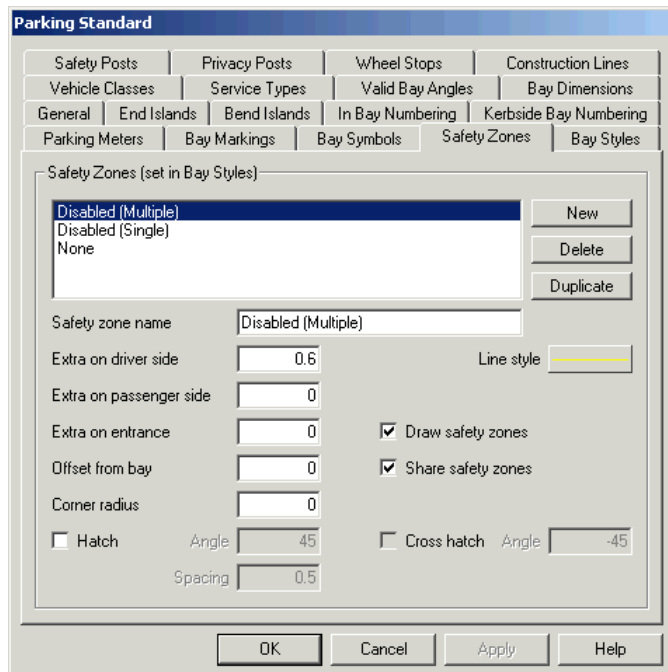 Parking Standard
Safety Posts Privacy Posts Wheel Stops Construction Lines
Vehicle Classes Service Types Valid Bay Angles Bay Dimensions
General End Islands Bend Islands In Bay Numbering Kerbside Bay Numbering
Parking Meters Bay Markings Bay Symbols Safety Zones Bay Styles
Safety Zones (set in Bay Styles)
Disabled (Multiple) New
Disabled (Single)
None Delete
Duplicate
Safety zone name Disabled (Multiple)
Extra on driver side 0.6 Line style
Extra on passenger side 0
Extra on entrance 0 Draw safety zones
Offset from bay 0 Share safety zones
Corner radius 0
Hatch Angle 45 Cross hatch Angle -45
Spacing 0.5
OK Cancel Apply Help